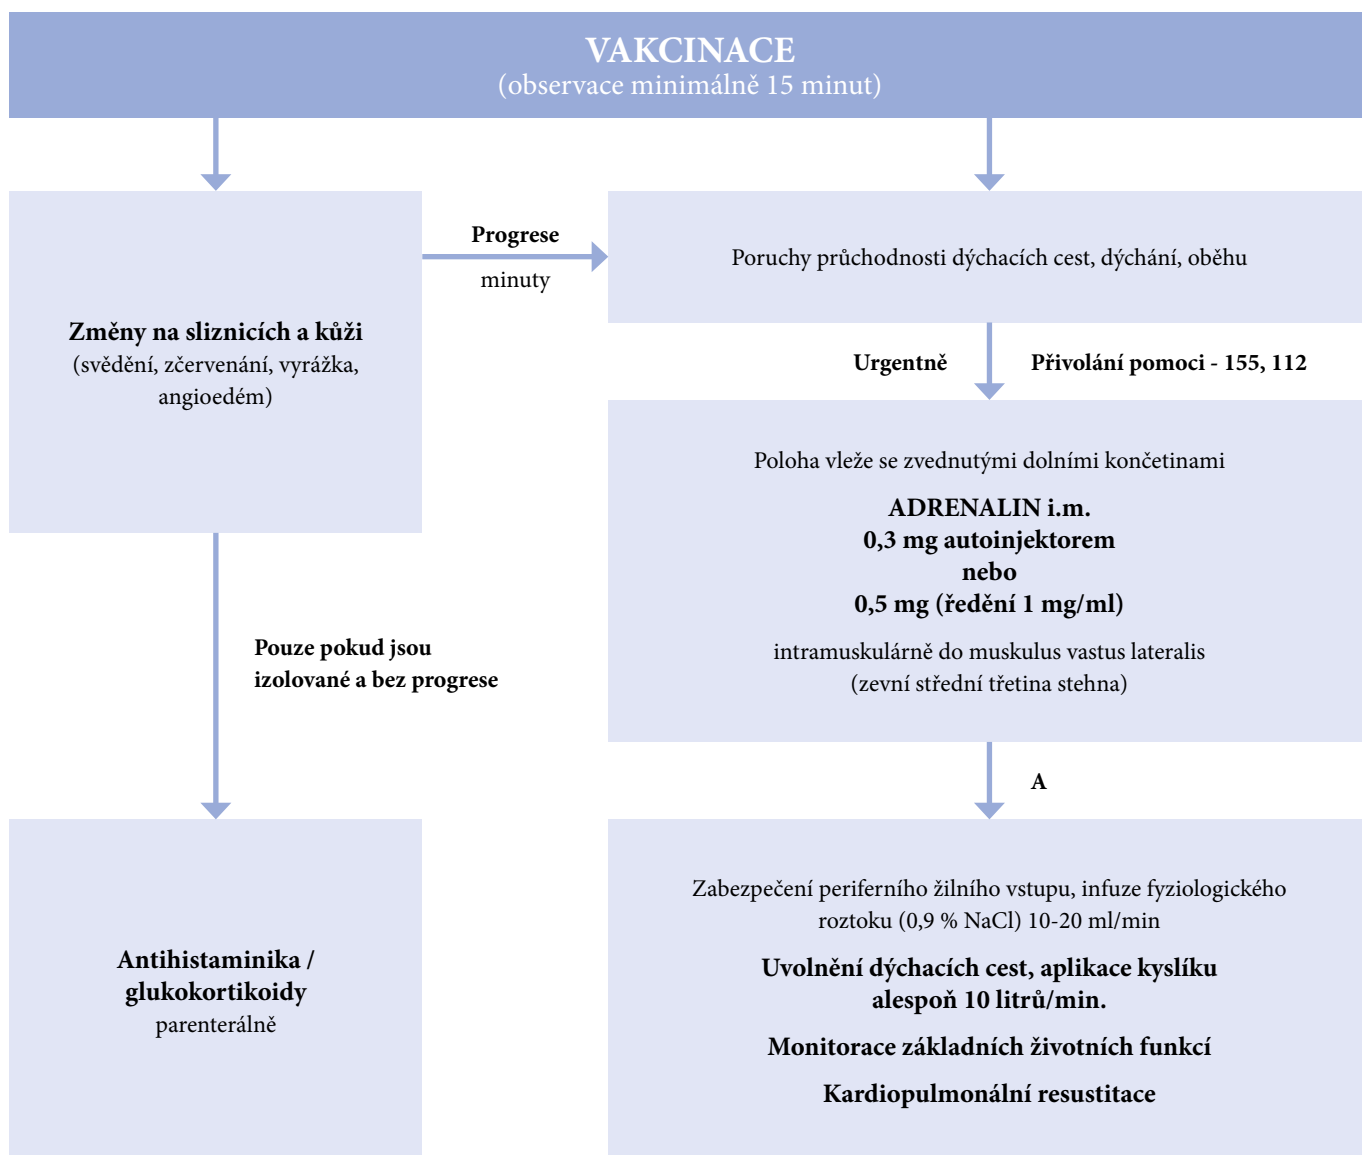 VAKCINACE
(observace minimálně 15 minut)
Změny na sliznicích a kůži
(svědění, zčervenání, vyrážka,
angioedém)
Progrese
minuty
Poruchy průchodnosti dýchacích cest, dýchání, oběhu
Urgentně
Přivolání pomoci - 155, 112
Poloha vleže se zvednutými dolními končetinami
ADRENALIN i.m.
0,3 mg autoinjektorem
nebo
0,5 mg (ředění 1 mg/ml)
intramuskulárně do muskulus vastus lateralis
(zevní střední třetina stehna)
Pouze pokud jsou
izolované a bez progrese
A
Antihistaminika /
glukokortikoidy
parenterálně
Zabezpečení periferního žilního vstupu, infuze fyziologického
roztoku (0,9 % NaCl) 10-20 ml/min
Uvolnění dýchacích cest, aplikace kyslíku
alespoň 10 litrů/min.
Monitorace základních životních funkcí
Kardiopulmonální resustitace